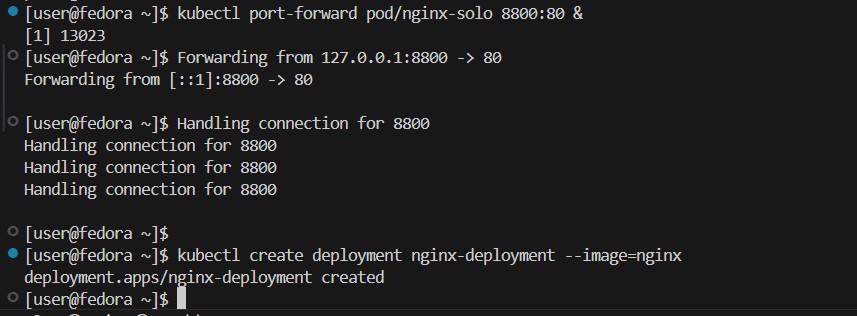 [user@fedora ~]$ kubectl port-forward pod/nginx-solo 8800:80 &
[1] 13023
[user@fedora ~]$ Forwarding from 127.0.0.1:8800 -> 80
Forwarding from [::1]:8800 -> 80
[user@fedora ~]$ Handling connection for 8800
Handling connection for 8800
Handling connection for 8800
Handling connection for 8800
[user@fedora ~]$
[user@fedora ~]$ kubectl create deployment nginx-deployment --image=nginx
deployment.apps/nginx-deployment created
[user@fedora ~]$